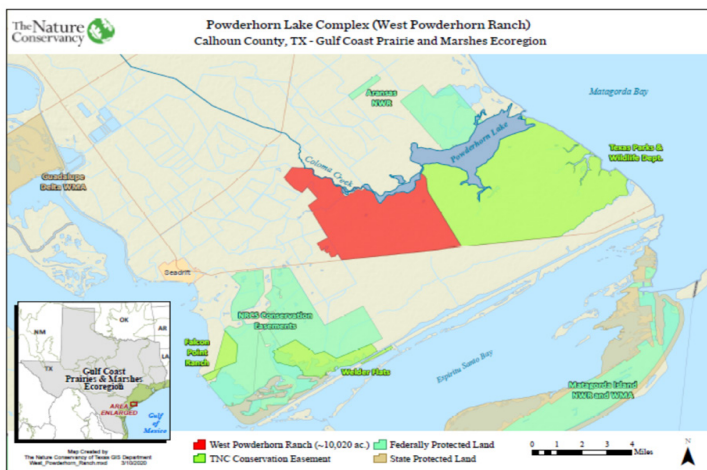 The Nature
Conservancy
Powderhorn Lake Complex (West Powderhorn Ranch)
Calhoun County, TX - Gulf Coast Prairie and Marshes Ecoregion
Aransas
NWR
Matagorda Bay
Powderhorn Lake
Texas Parks &
Wildlife Dept.
Coloma Creek
Guadalupe
Delta WMA
Seadrift
NRCS Conservation
Easements
Falcon
Point
Ranch
Welder Flats
Espiritu Santo Bay
Matagorda Island
NWR and WMA
NM
OK
AR
TX
LA
Gulf Coast
Prairies & Marshes
Ecoregion
AREA
ENLARGED
Gulf
of
Mexico
Map Created by
The Nature Conservancy of Texas GIS Department
West_Powderhorn_Ranch.mxd 3/10/2020
West Powderhorn Ranch (~10,020 ac.)
TNC Conservation Easement
Federally Protected Land
State Protected Land
0 1 2 3 4
Miles
N